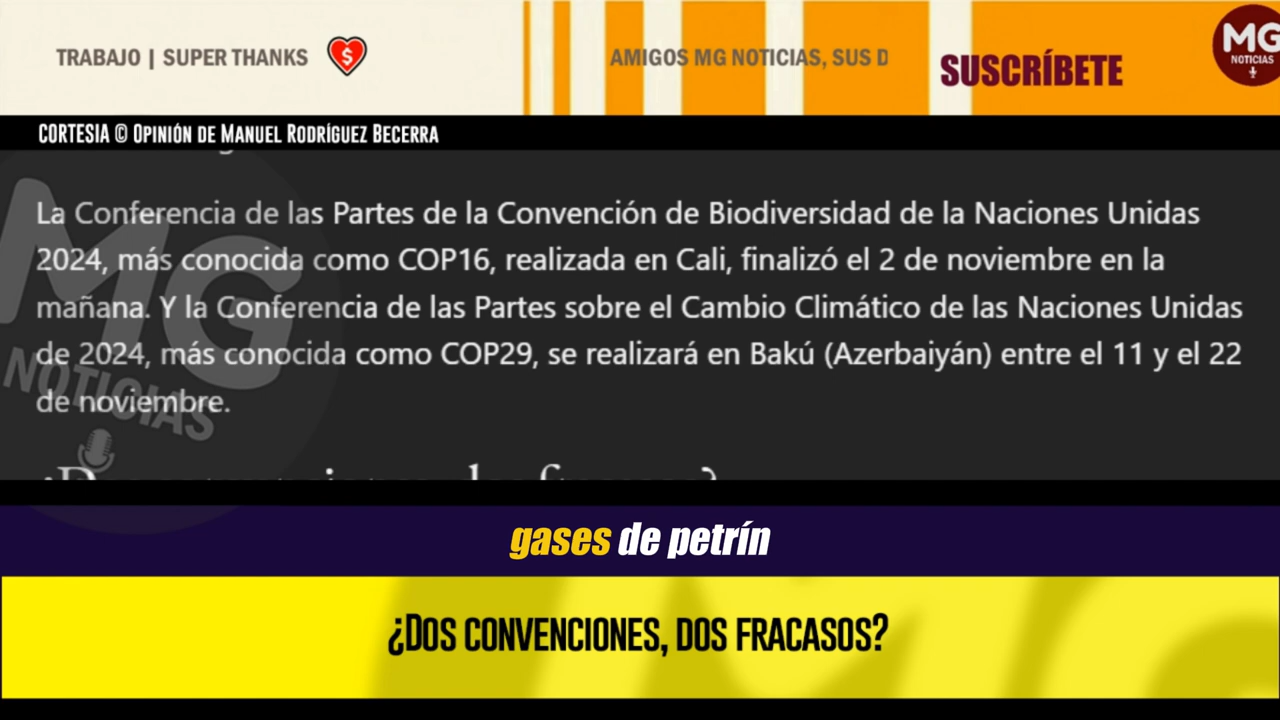 TRABAJO | SUPER THANKS
AMIGOS MG NOTICIAS, SUS D
SUSCRÍBETE
MG
NOTICIAS
CORTESIA © Opinión de Manuel Rodríguez Becerra
La Conferencia de las Partes de la Convención de Biodiversidad de la Naciones Unidas
2024, más conocida como COP16, realizada en Cali, finalizó el 2 de noviembre en la
mañana. Y la Conferencia de las Partes sobre el Cambio Climático de las Naciones Unidas
de 2024, más conocida como COP29, se realizará en Bakú (Azerbaiyán) entre el 11 y el 22
de noviembre.
MG
NOTICIAS
gases de petrín
¿Dos convenciones, dos fracasos?